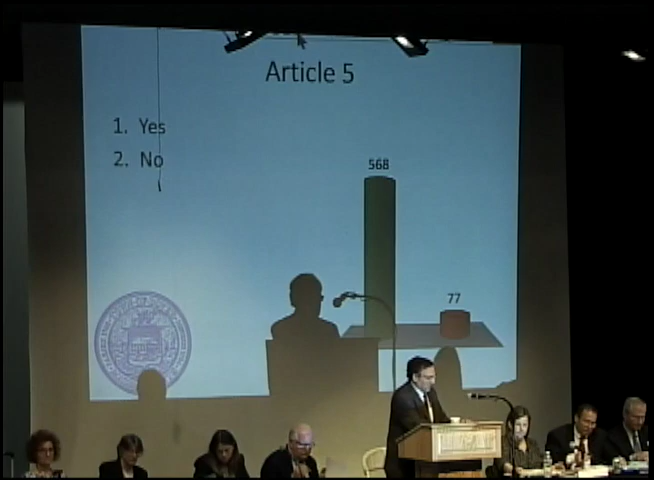 Article 5
1. Yes
2. No
568
77